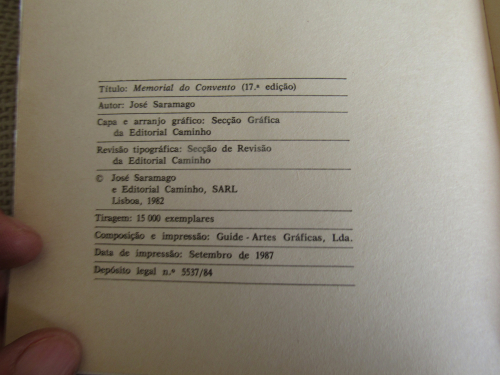 Título: Memorial do Convento (17.ª edição)
Autor: José Saramago
Capa e arranjo gráfico: Secção Gráfica
da Editorial Caminho
Revisão tipográfica: Secção de Revisão
da Editorial Caminho
© José Saramago
e Editorial Caminho, SARL
Lisboa, 1982
Tiragem: 15 000 exemplares
Composição e impressão: Guide - Artes Gráficas, Lda.
Data de impressão: Setembro de 1987
Depósito legal n.º 5537/84